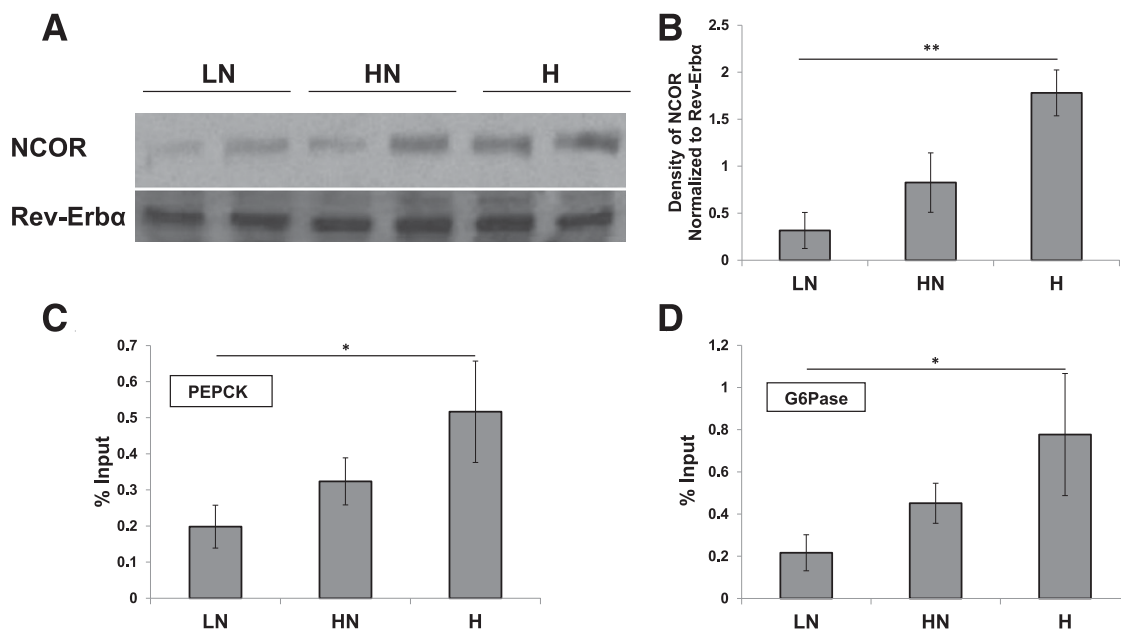 A
LN HN H
NCOR
Rev-Erbα
B
Density of NCOR
Normalized to Rev-Erbα
2.5
2
1.5
1
0.5
0
**
LN HN H
C
% Input
0.7
0.6
0.5
0.4
0.3
0.2
0.1
0
*
PEPCK
LN HN H
D
% Input
1.2
1
0.8
0.6
0.4
0.2
0
*
G6Pase
LN HN H